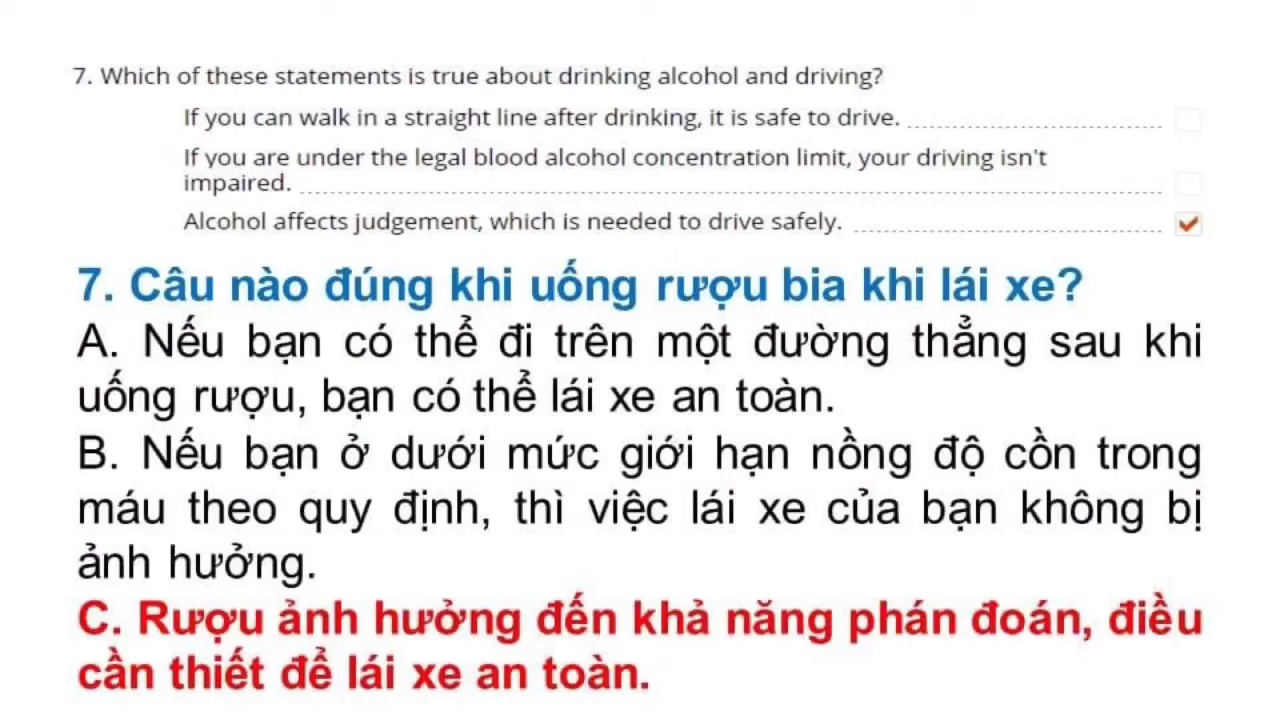 7. Which of these statements is true about drinking alcohol and driving?
If you can walk in a straight line after drinking, it is safe to drive.
If you are under the legal blood alcohol concentration limit, your driving isn't
impaired.
Alcohol affects judgement, which is needed to drive safely.
7. Câu nào đúng khi uống rượu bia khi lái xe?
A. Nếu bạn có thể đi trên một đường thẳng sau khi
uống rượu, bạn có thể lái xe an toàn.
B. Nếu bạn ở dưới mức giới hạn nồng độ cồn trong
máu theo quy định, thì việc lái xe của bạn không bị
ảnh hưởng.
C. Rượu ảnh hưởng đến khả năng phán đoán, điều
cần thiết để lái xe an toàn.